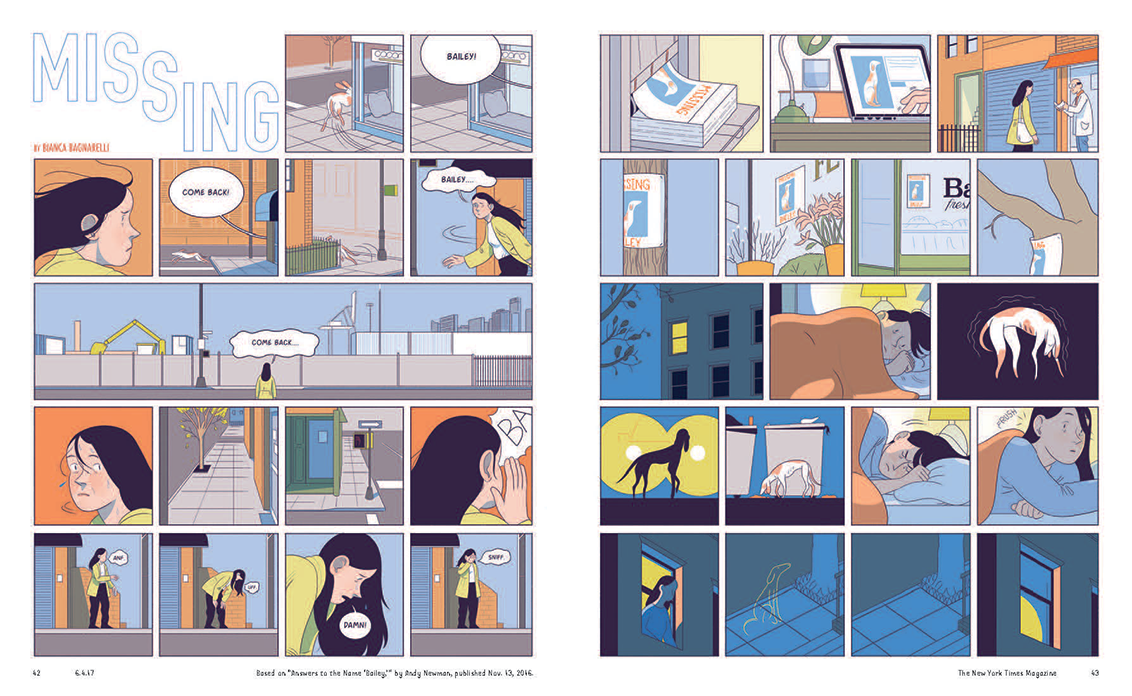 MISSING
BY BIANCA BAGNARELLI
BAILEY!
COME BACK!
BAILEY....
COME BACK....
BA
ANF
UFF
DAMN!
SNIFF
42
6.4.17
Based on "Answers to the Name 'Bailey,'" by Andy Newman, published Nov. 13, 2016.
MISSING
SSING
LEY
FL
MISSING
BAILEY
Ba
fresh
FRUSH
The New York Times Magazine
43